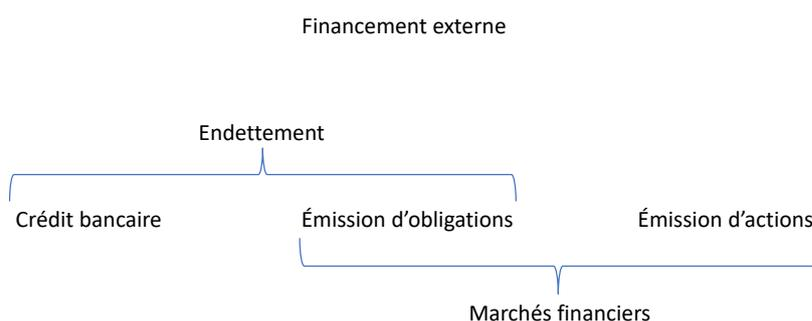 Financement externe
Endettement
Crédit bancaire
Émission d’obligations
Émission d’actions
Marchés financiers